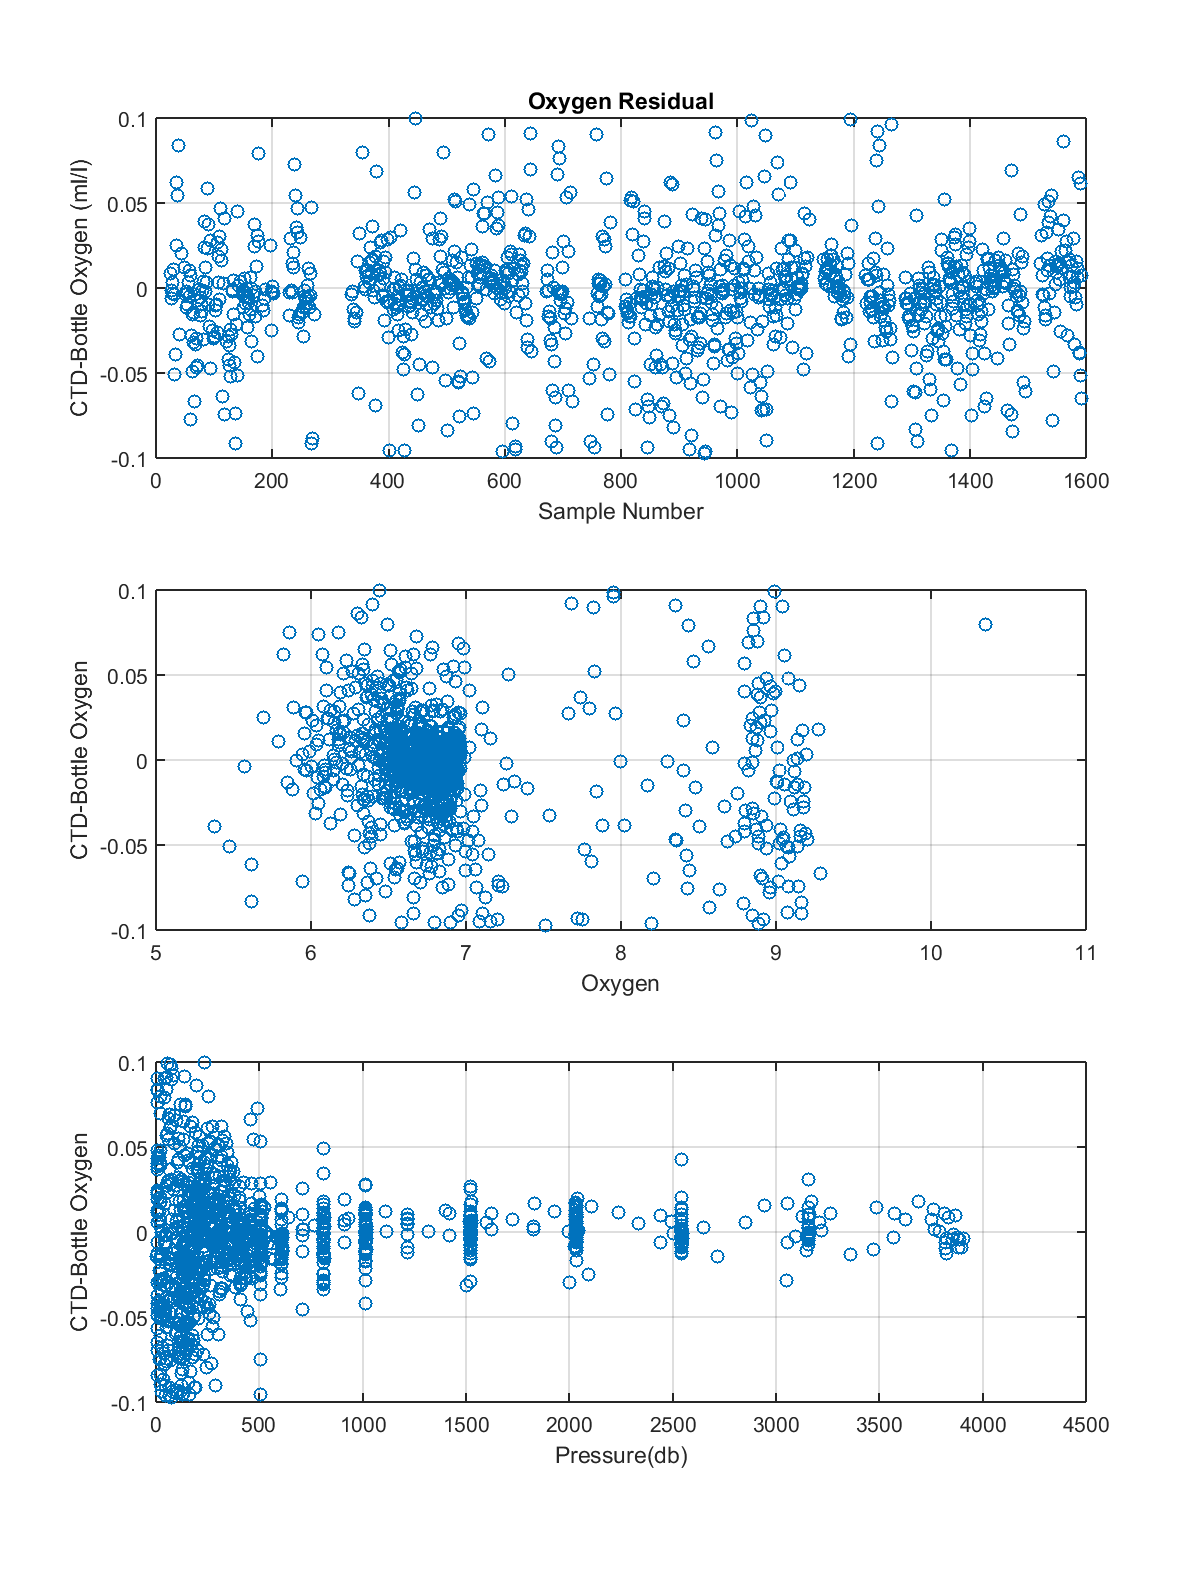 Oxygen Residual
CTD-Bottle Oxygen (ml/l)
0.1
0.05
0
-0.05
-0.1
0 200 400 600 800 1000 1200 1400 1600
Sample Number
CTD-Bottle Oxygen
0.1
0.05
0
-0.05
-0.1
5 6 7 8 9 10 11
Oxygen
CTD-Bottle Oxygen
0.1
0.05
0
-0.05
-0.1
0 500 1000 1500 2000 2500 3000 3500 4000 4500
Pressure(db)